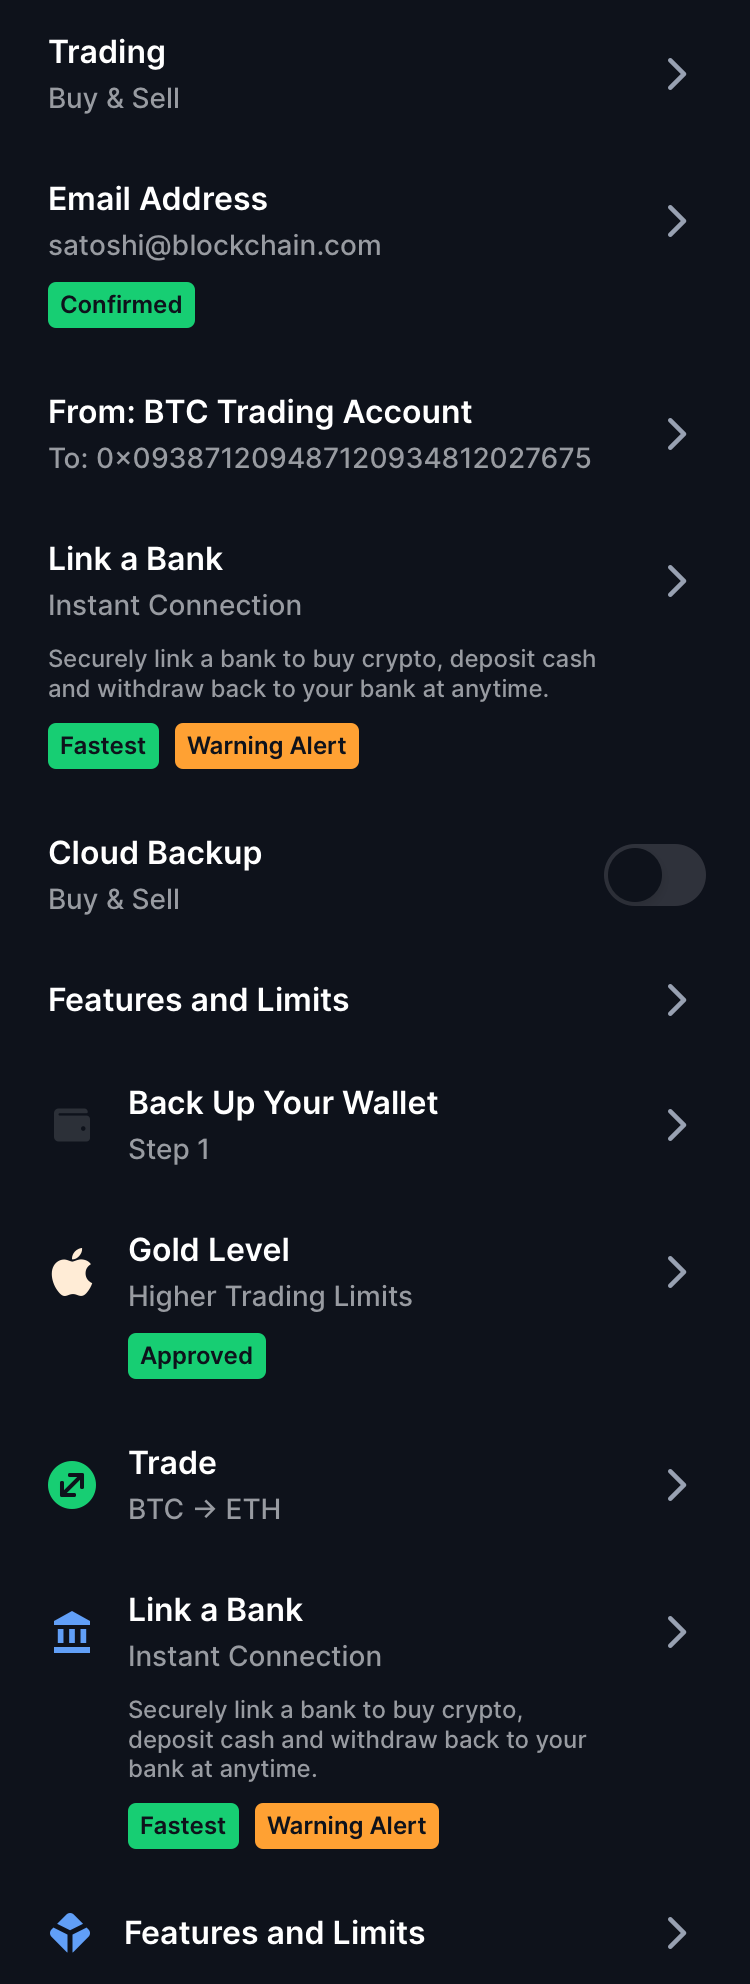 Trading
Buy & Sell
Email Address
satoshi@blockchain.com
Confirmed
From: BTC Trading Account
To: 0×093871209487120934812027675
Link a Bank
Instant Connection
Securely link a bank to buy crypto, deposit cash
and withdraw back to your bank at anytime.
Fastest Warning Alert
Cloud Backup
Buy & Sell
Features and Limits
Back Up Your Wallet
Step 1
Gold Level
Higher Trading Limits
Approved
Trade
BTC → ETH
Link a Bank
Instant Connection
Securely link a bank to buy crypto,
deposit cash and withdraw back to your
bank at anytime.
Fastest Warning Alert
Features and Limits